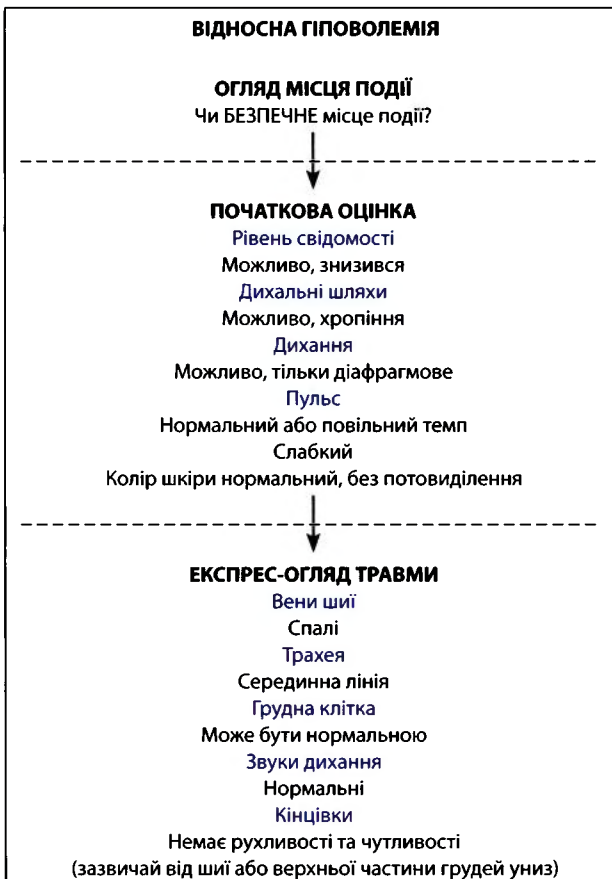 ВІДНОСНА ГІПОВОЛЕМІЯ
ОГЛЯД МІСЦЯ ПОДІЇ
Чи БЕЗПЕЧНЕ місце події?
ПОЧАТКОВА ОЦІНКА
Рівень свідомості
Можливо, знизився
Дихальні шляхи
Можливо, хропіння
Дихання
Можливо, тільки діафрагмове
Пульс
Нормальний або повільний темп
Слабкий
Колір шкіри нормальний, без потовиділення
ЕКСПРЕС-ОГЛЯД ТРАВМИ
Вени шиї
Спалі
Трахея
Серединна лінія
Грудна клітка
Може бути нормальною
Звуки дихання
Нормальні
Кінцівки
Немає рухливості та чутливості
(зазвичай від шиї або верхньої частини грудей униз)